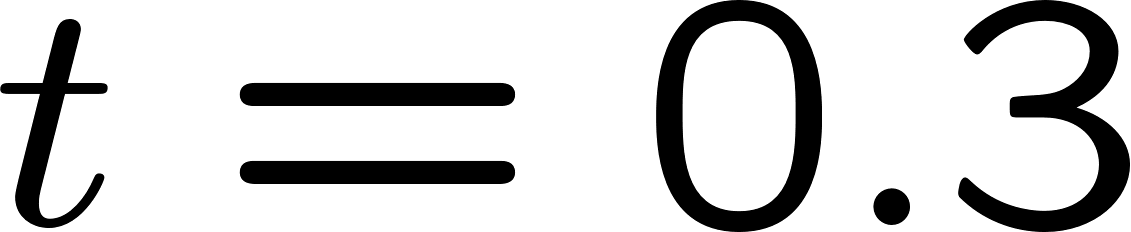 t = 0.3